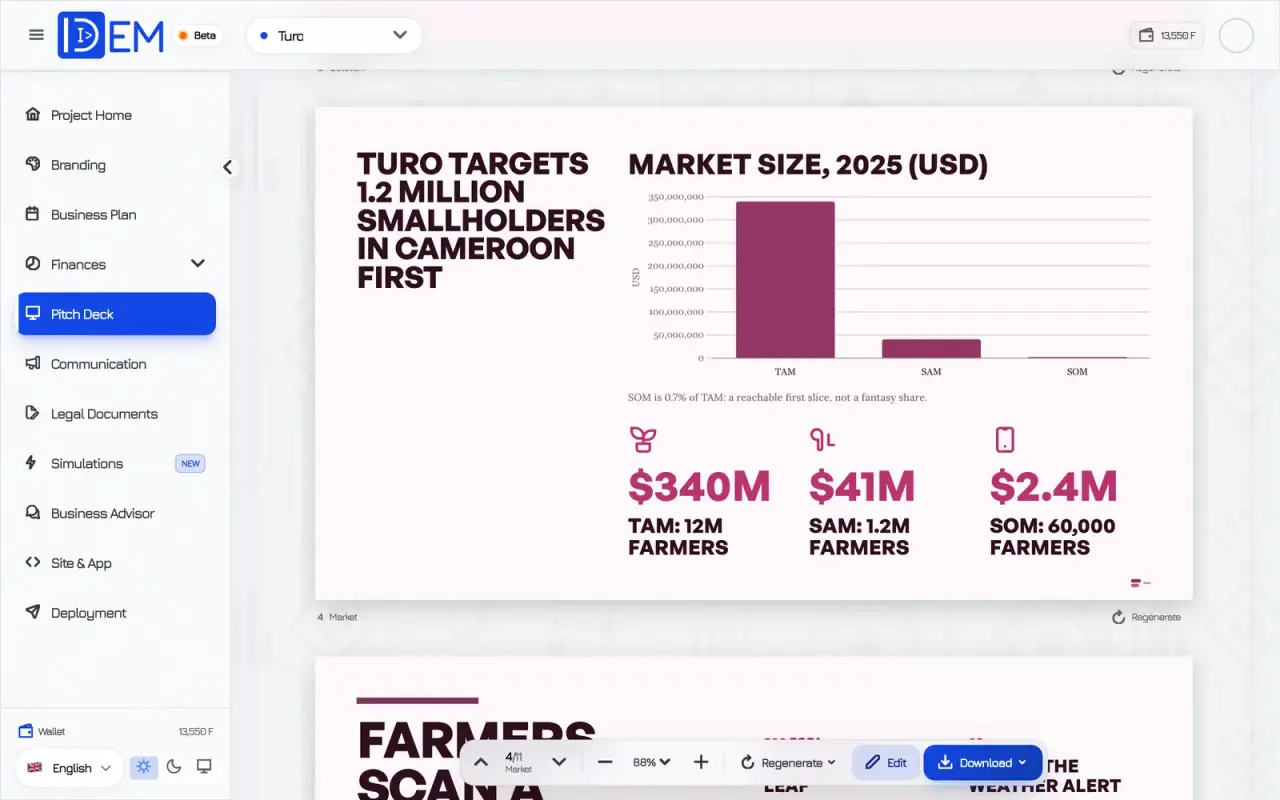 DEM
Beta
Turo
13,550 F
Project Home
Branding
Business Plan
Finances
Pitch Deck
Communication
Legal Documents
Simulations
NEW
Business Advisor
Site & App
Deployment
Wallet
13,550 F
English
TURO TARGETS
1.2 MILLION
SMALLHOLDERS
IN CAMEROON
FIRST
MARKET SIZE, 2025 (USD)
350,000,000
300,000,000
250,000,000
200,000,000
150,000,000
100,000,000
50,000,000
0
USD
TAM
SAM
SOM
SOM is 0.7% of TAM: a reachable first slice, not a fantasy share.
$340M
TAM: 12M
FARMERS
$41M
SAM: 1.2M
FARMERS
$2.4M
SOM: 60,000
FARMERS
4 Market
Regenerate
FARMERS
SCAN A
LEAF
THE
WEATHER ALERT
4/11
Market
88%
Regenerate
Edit
Download